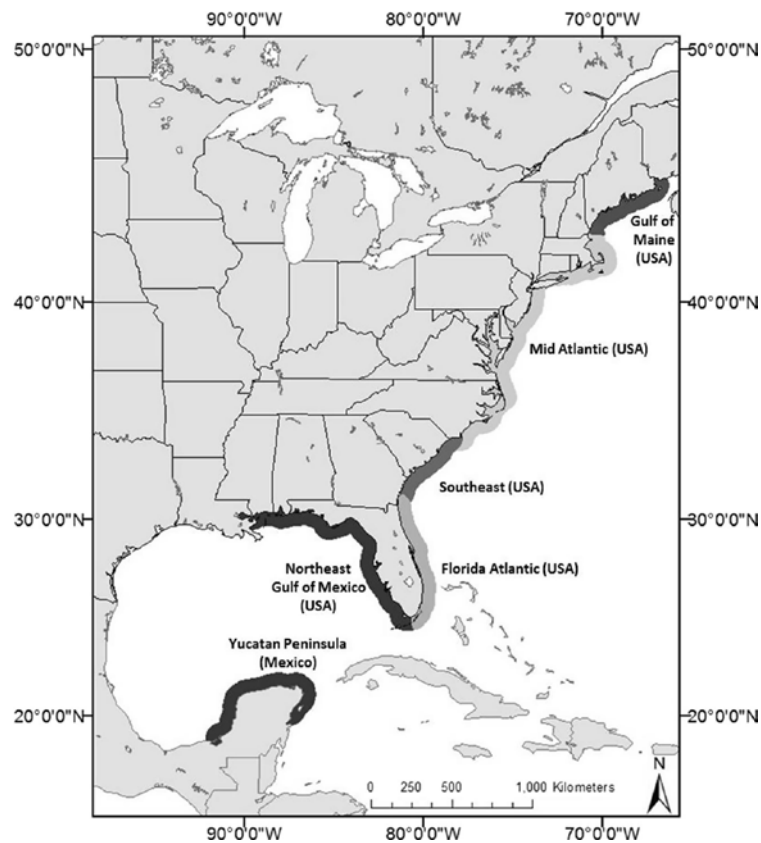 90°0'0"W 80°0'0"W 70°0'0"W
50°0'0"N 50°0'0"N
Gulf of
Maine
(USA)
40°0'0"N 40°0'0"N
Mid Atlantic (USA)
Southeast (USA)
30°0'0"N 30°0'0"N
Northeast
Gulf of Mexico
(USA)
Florida Atlantic (USA)
Yucatan Peninsula
(Mexico)
20°0'0"N 20°0'0"N
N
0 250 500 1,000 Kilometers
90°0'0"W 80°0'0"W 70°0'0"W